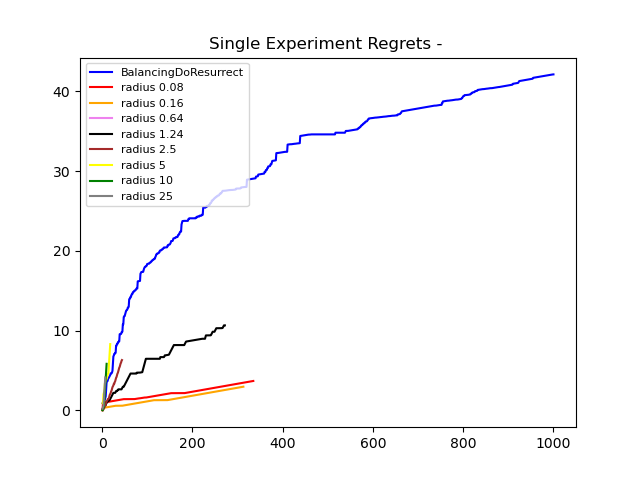 Single Experiment Regrets -
BalancingDoResurrect
radius 0.08
radius 0.16
radius 0.64
radius 1.24
radius 2.5
radius 5
radius 10
radius 25
40
30
20
10
0
0 200 400 600 800 1000